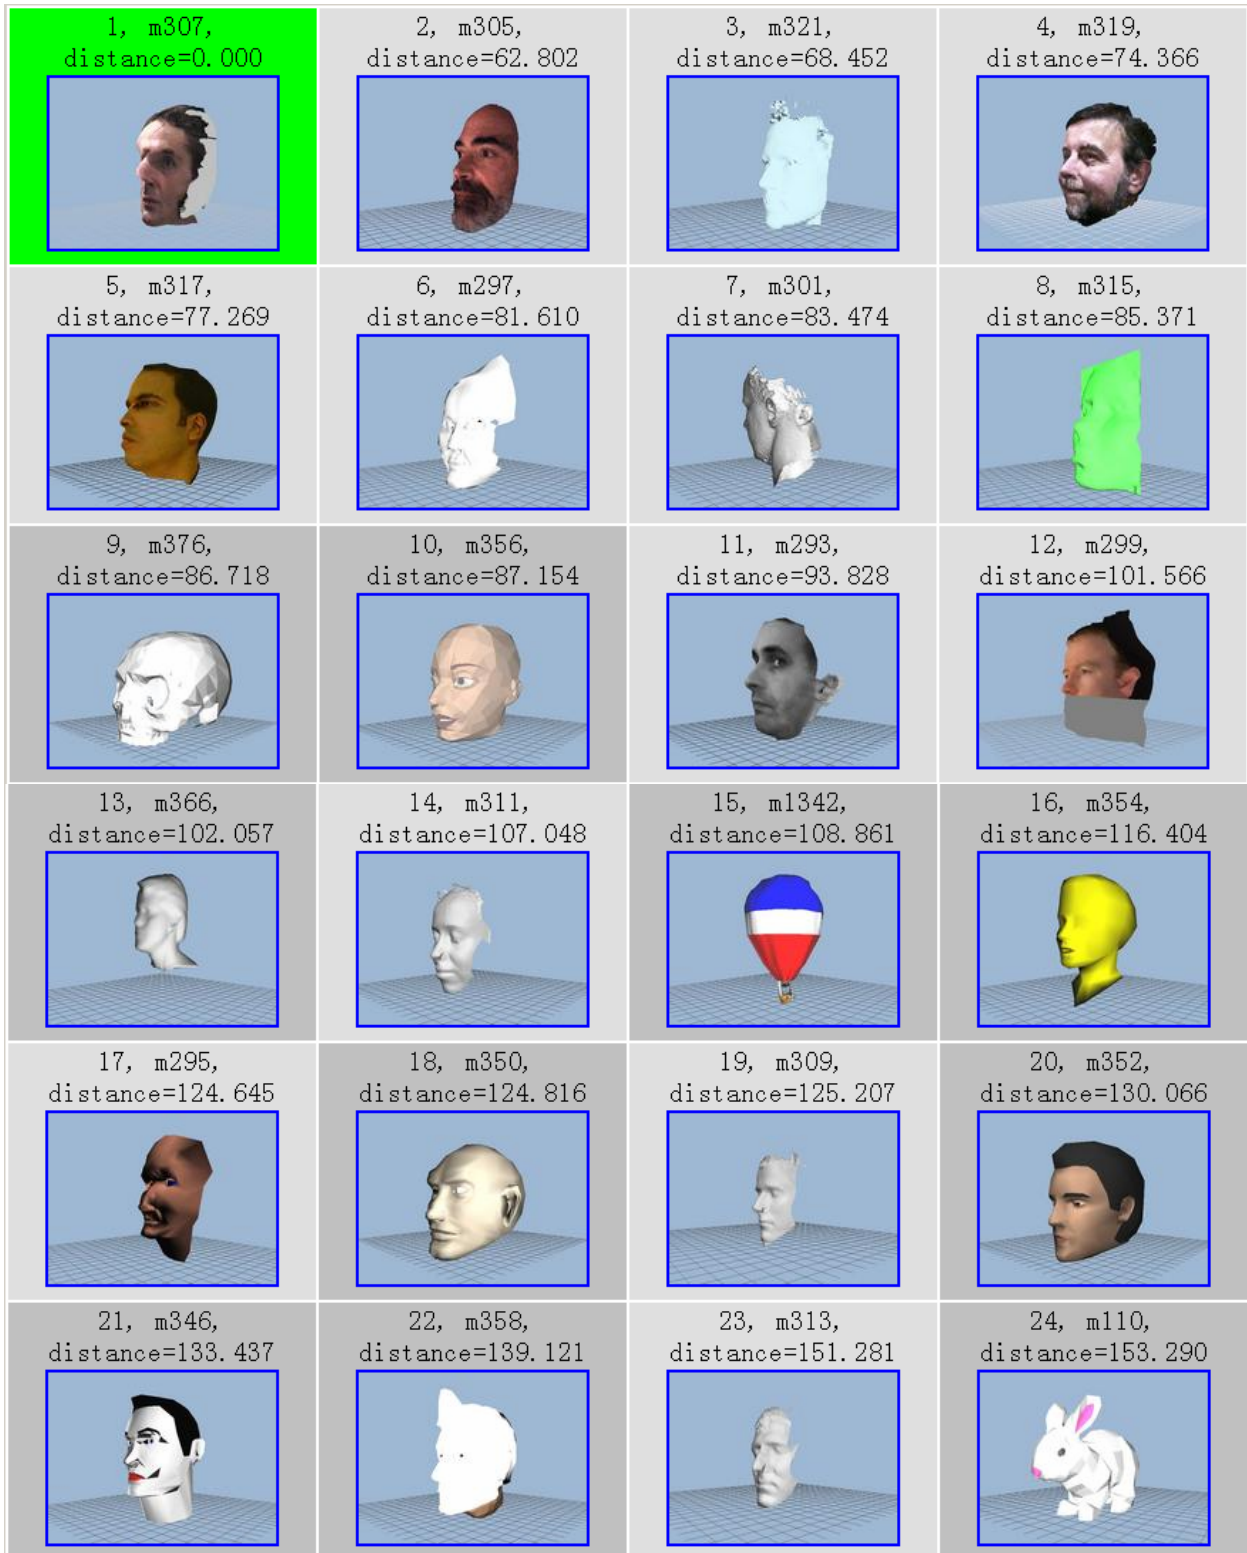 1, m307,
distance=0.000
2, m305,
distance=62.802
3, m321,
distance=68.452
4, m319,
distance=74.366
5, m317,
distance=77.269
6, m297,
distance=81.610
7, m301,
distance=83.474
8, m315,
distance=85.371
9, m376,
distance=86.718
10, m356,
distance=87.154
11, m293,
distance=93.828
12, m299,
distance=101.566
13, m366,
distance=102.057
14, m311,
distance=107.048
15, m1342,
distance=108.861
16, m354,
distance=116.404
17, m295,
distance=124.645
18, m350,
distance=124.816
19, m309,
distance=125.207
20, m352,
distance=130.066
21, m346,
distance=133.437
22, m358,
distance=139.121
23, m313,
distance=151.281
24, m110,
distance=153.290